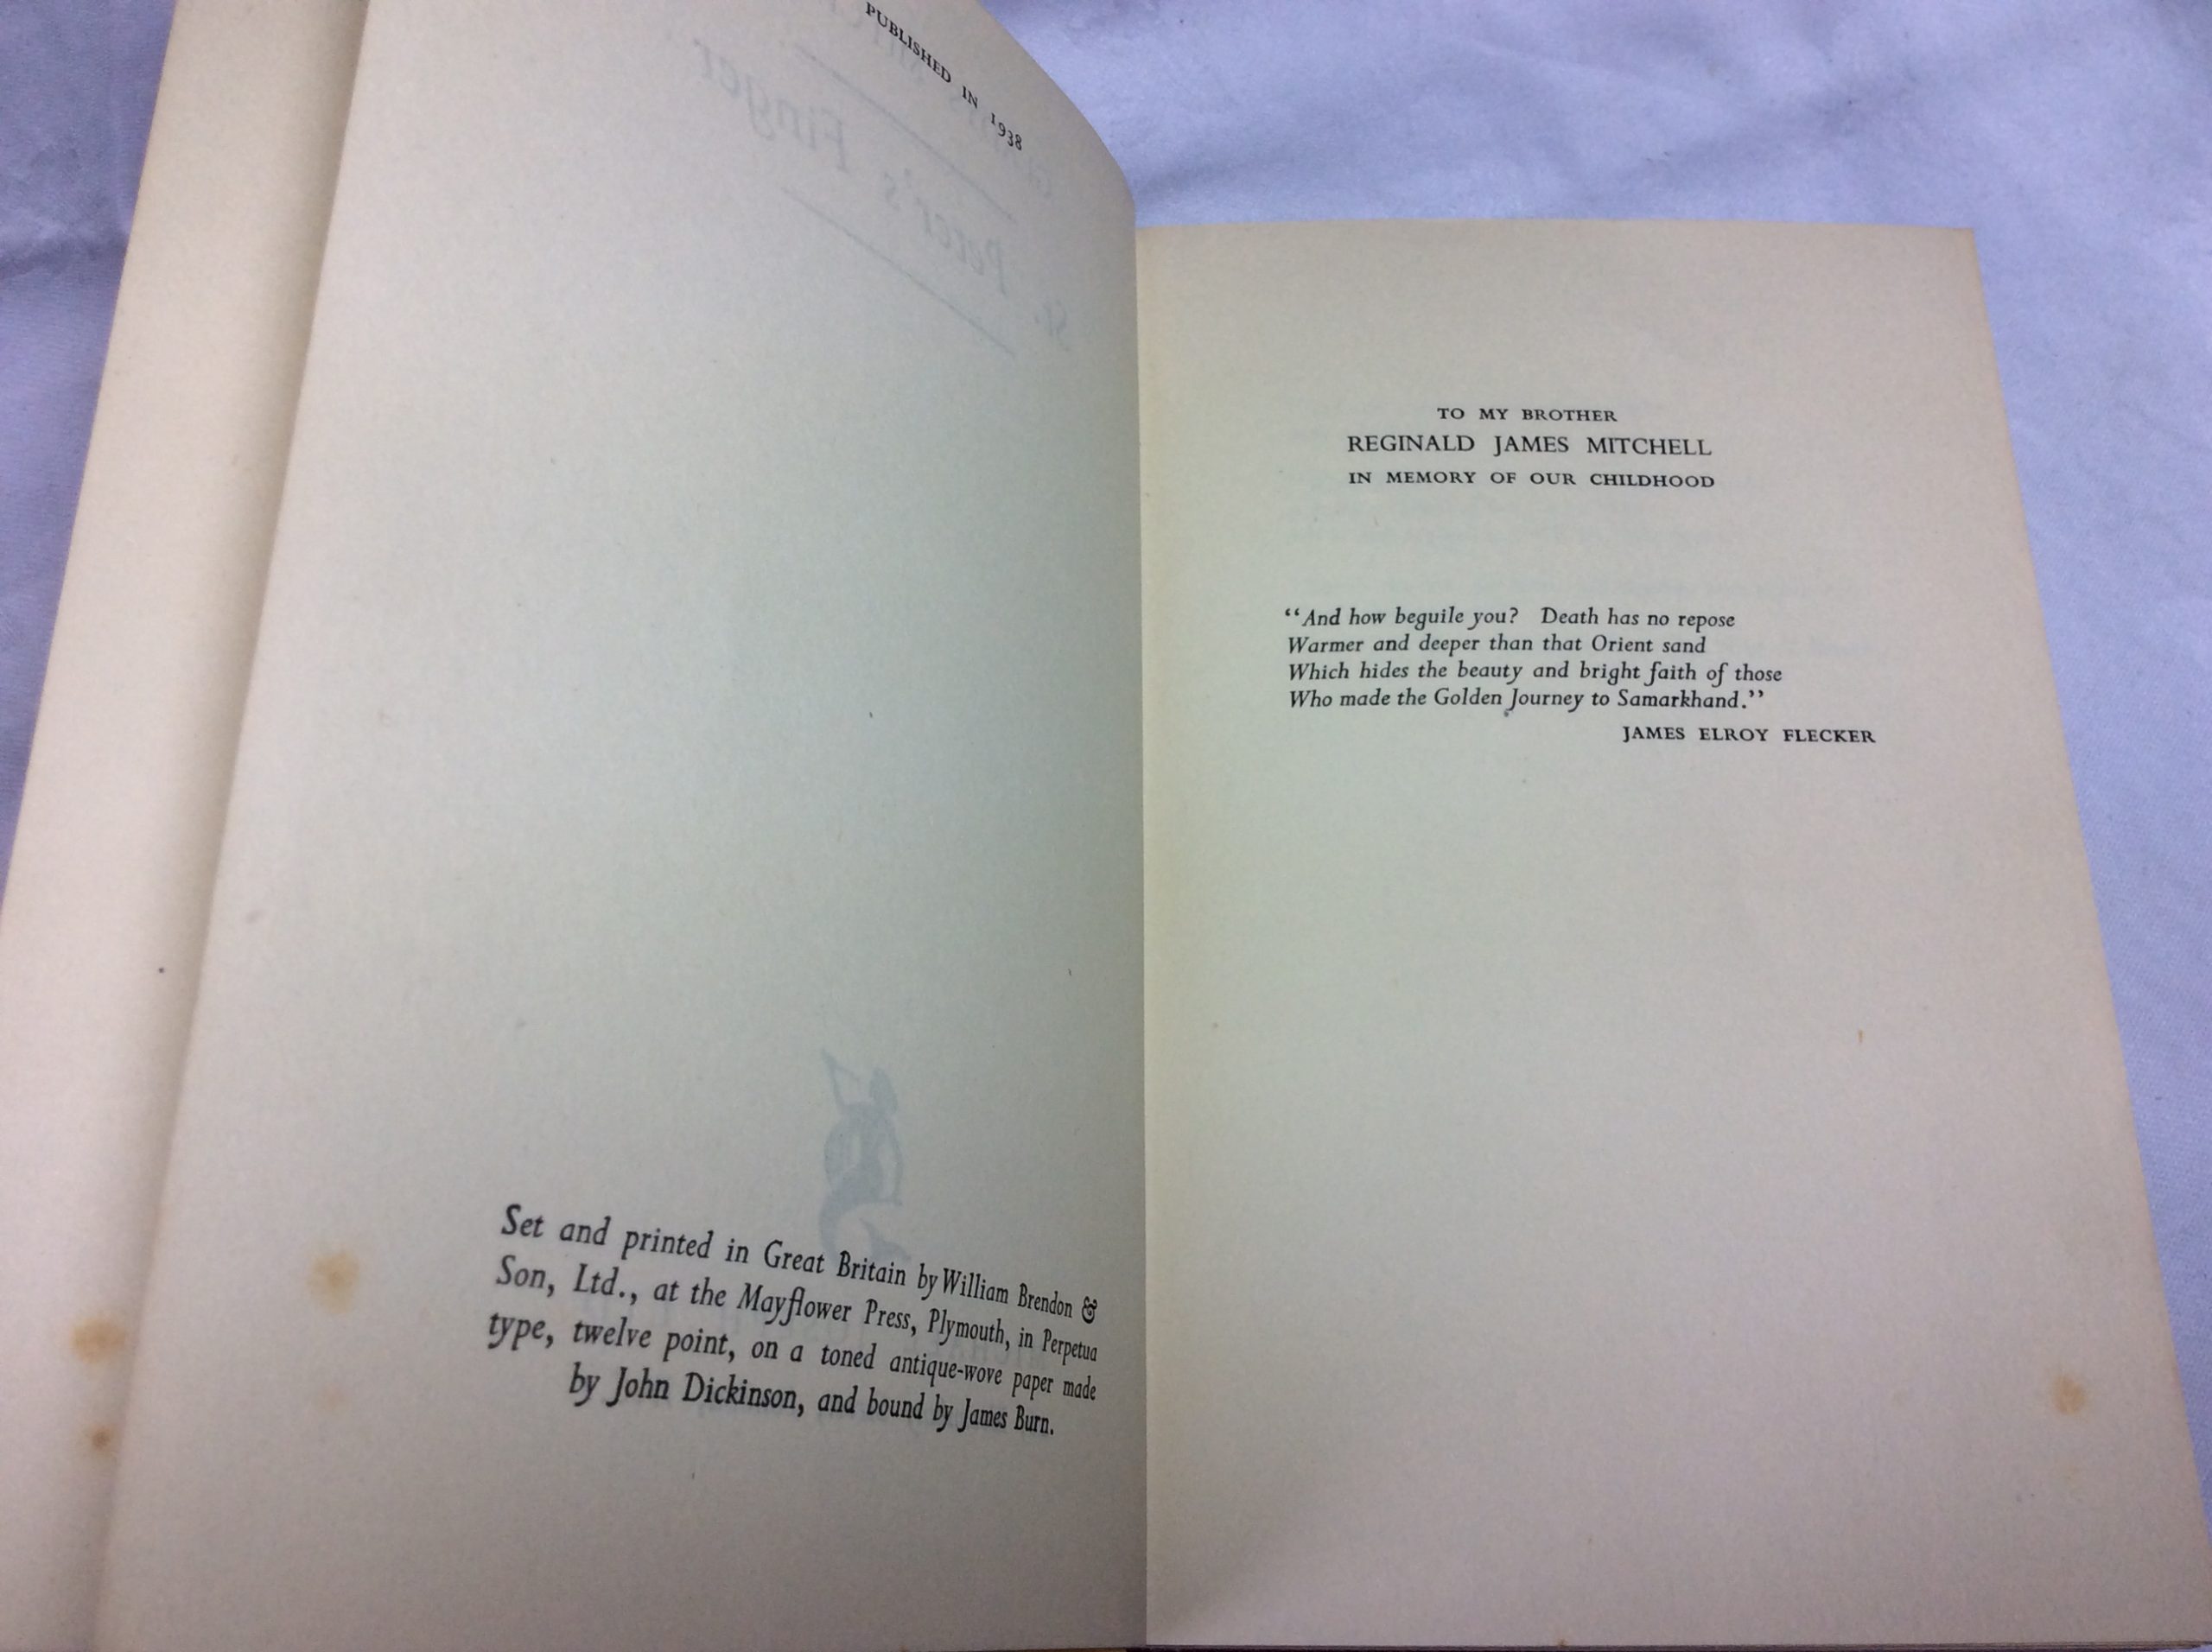 PUBLISHED IN 1938
St. Peter's Finger
Set and printed in Great Britain by William Brendon &
Son, Ltd., at the Mayflower Press, Plymouth, in Perpetua
type, twelve point, on a toned antique-wove paper made
by John Dickinson, and bound by James Burn.
TO MY BROTHER
REGINALD JAMES MITCHELL
IN MEMORY OF OUR CHILDHOOD
“And how beguile you? Death has no repose
Warmer and deeper than that Orient sand
Which hides the beauty and bright faith of those
Who made the Golden Journey to Samarkhand.”
JAMES ELROY FLECKER